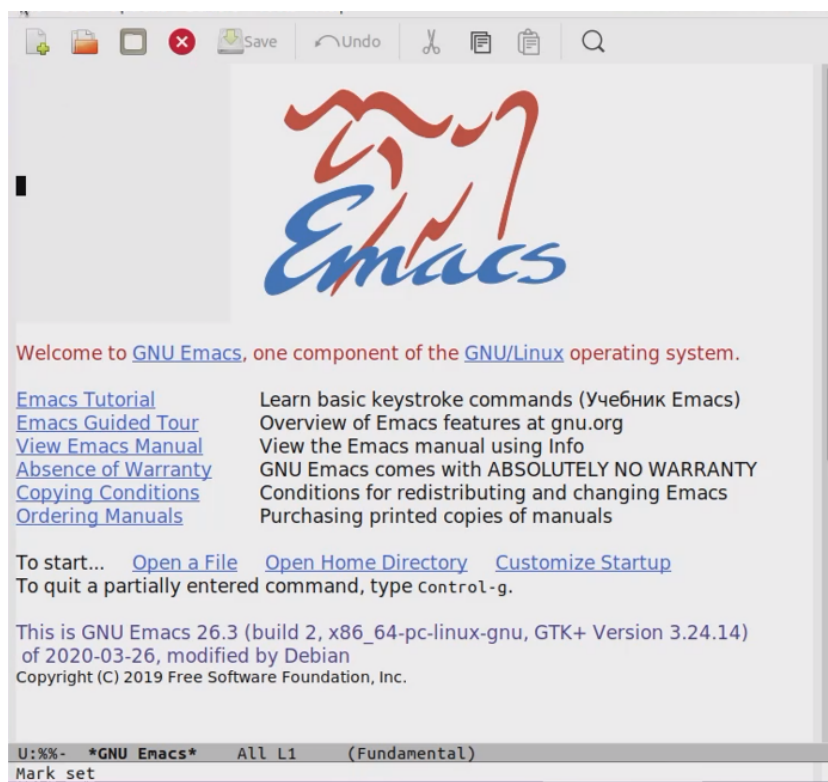 Save Undo
Emacs
Welcome to GNU Emacs, one component of the GNU/Linux operating system.
Emacs Tutorial Learn basic keystroke commands (Учебник Emacs)
Emacs Guided Tour Overview of Emacs features at gnu.org
View Emacs Manual View the Emacs manual using Info
Absence of Warranty GNU Emacs comes with ABSOLUTELY NO WARRANTY
Copying Conditions Conditions for redistributing and changing Emacs
Ordering Manuals Purchasing printed copies of manuals
To start... Open a File Open Home Directory Customize Startup
To quit a partially entered command, type Control-g.
This is GNU Emacs 26.3 (build 2, x86_64-pc-linux-gnu, GTK+ Version 3.24.14)
of 2020-03-26, modified by Debian
Copyright (C) 2019 Free Software Foundation, Inc.
U:%%- *GNU Emacs* All L1 (Fundamental)
Mark set